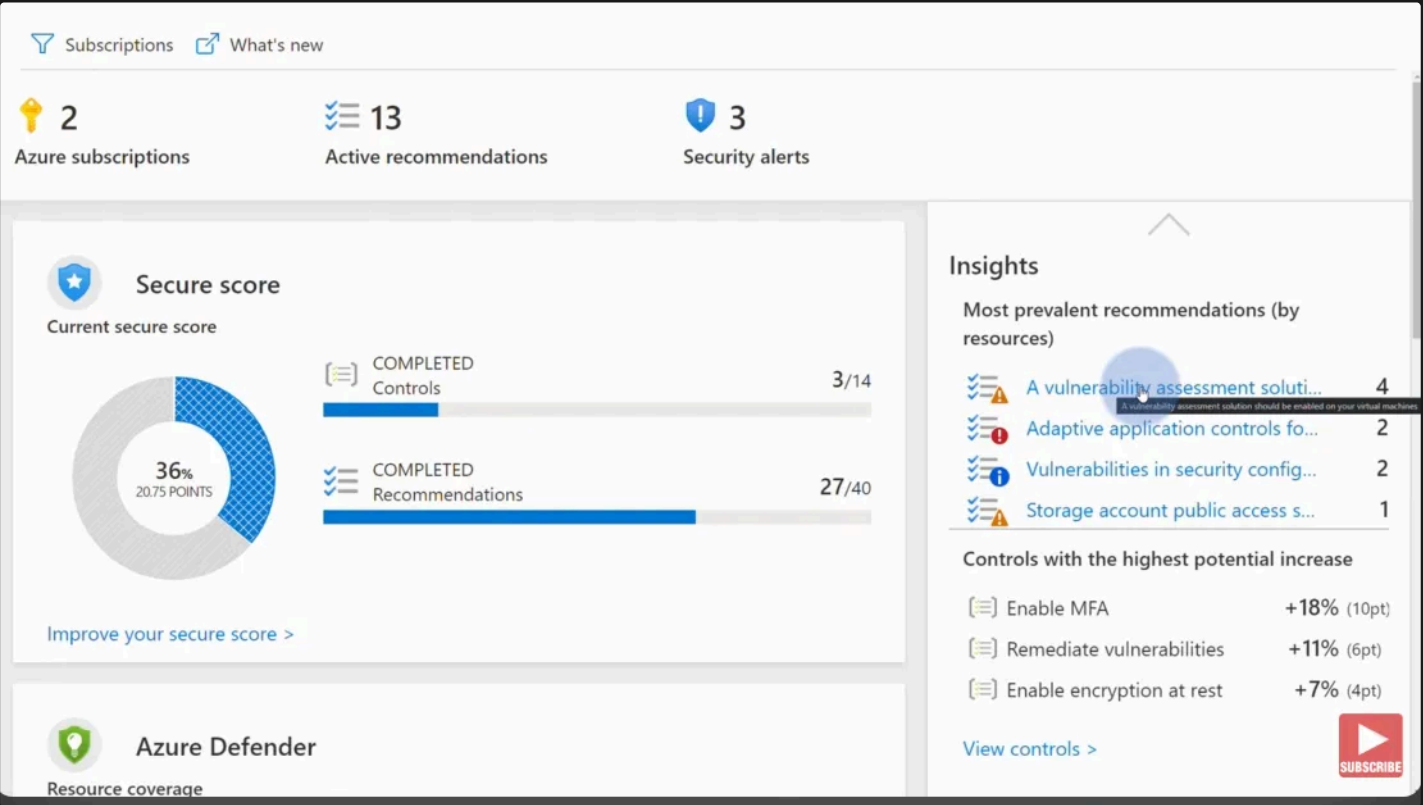 Subscriptions What's new
2
Azure subscriptions
13
Active recommendations
3
Security alerts
Secure score
Current secure score
36%
20.75 POINTS
COMPLETED
Controls
3/14
COMPLETED
Recommendations
27/40
Improve your secure score >
Azure Defender
Resource coverage
Insights
Most prevalent recommendations (by
resources)
A vulnerability assessment soluti... 4
A vulnerability assessment solution should be enabled on your virtual machines
Adaptive application controls fo... 2
Vulnerabilities in security config... 2
Storage account public access s... 1
Controls with the highest potential increase
Enable MFA +18% (10pt)
Remediate vulnerabilities +11% (6pt)
Enable encryption at rest +7% (4pt)
View controls >
SUBSCRIBE